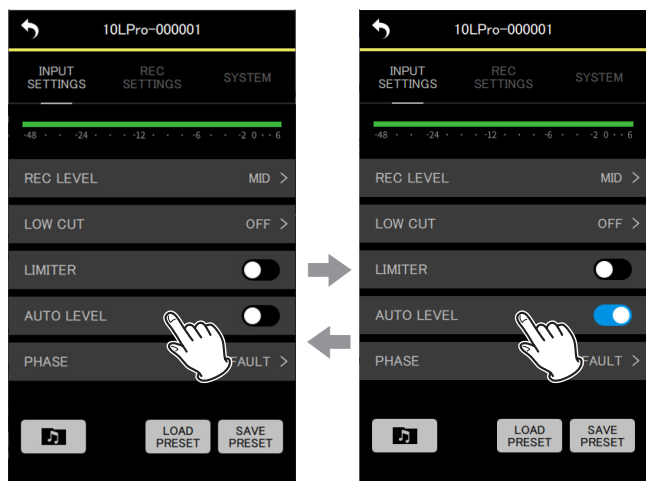 10LPro-000001
INPUT SETTINGS REC SETTINGS SYSTEM
-48 · · -24 · · · -12 · · · -6 · · -2 0 · · 6
REC LEVEL MID >
LOW CUT OFF >
LIMITER
AUTO LEVEL
PHASE FAULT >
LOAD PRESET SAVE PRESET
10LPro-000001
INPUT SETTINGS REC SETTINGS SYSTEM
-48 · · -24 · · · -12 · · · -6 · · -2 0 · · 6
REC LEVEL MID >
LOW CUT OFF >
LIMITER
AUTO LEVEL
PHASE FAULT >
LOAD PRESET SAVE PRESET